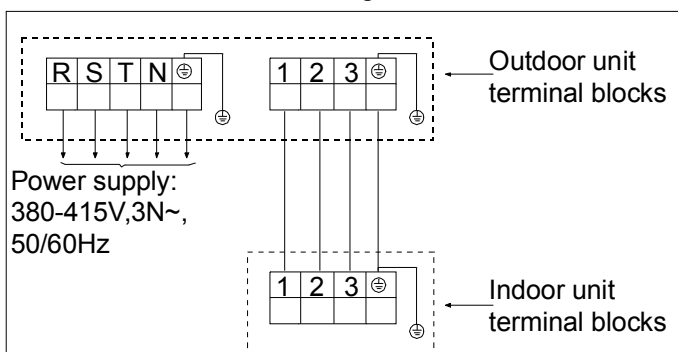 R S T N ⏚
1 2 3 ⏚
Outdoor unit
terminal blocks
Power supply:
380-415V,3N~,
50/60Hz
1 2 3 ⏚
Indoor unit
terminal blocks